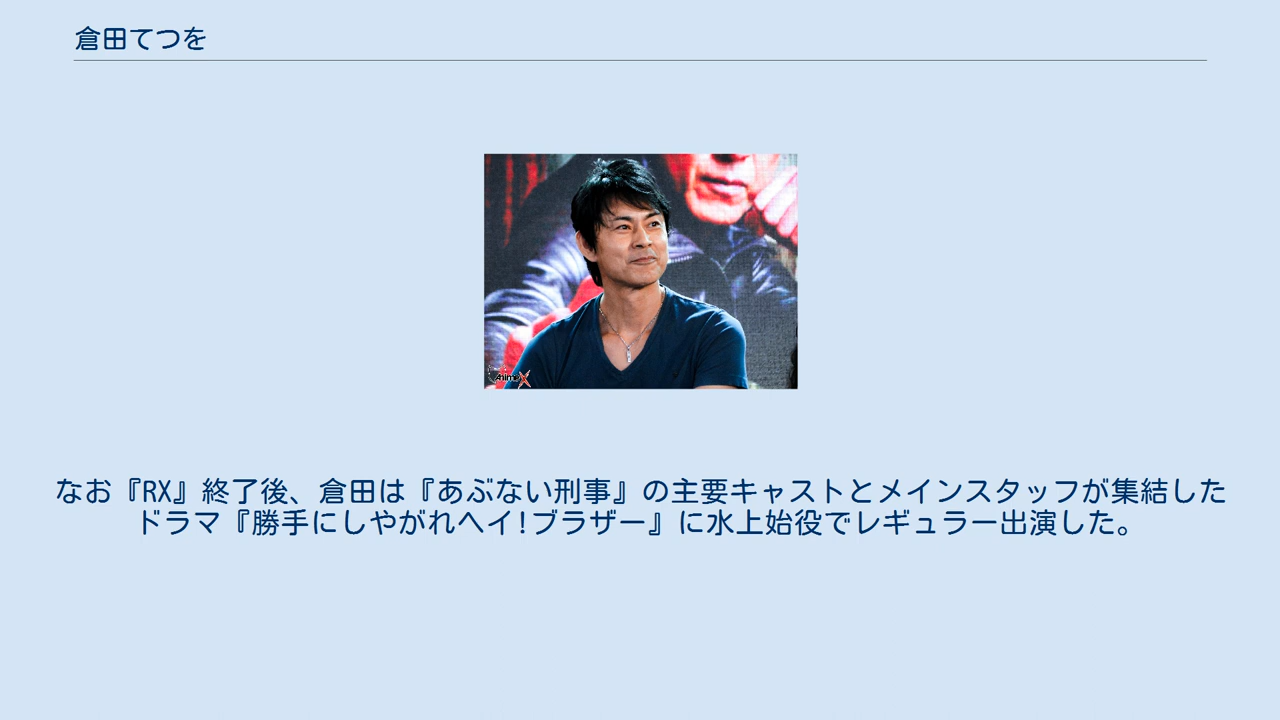 倉田てつを
AnimeX
なお『RX』終了後、倉田は『あぶない刑事』の主要キャストとメインスタッフが集結した
ドラマ『勝手にしやがれヘイ!ブラザー』に水上始役でレギュラー出演した。